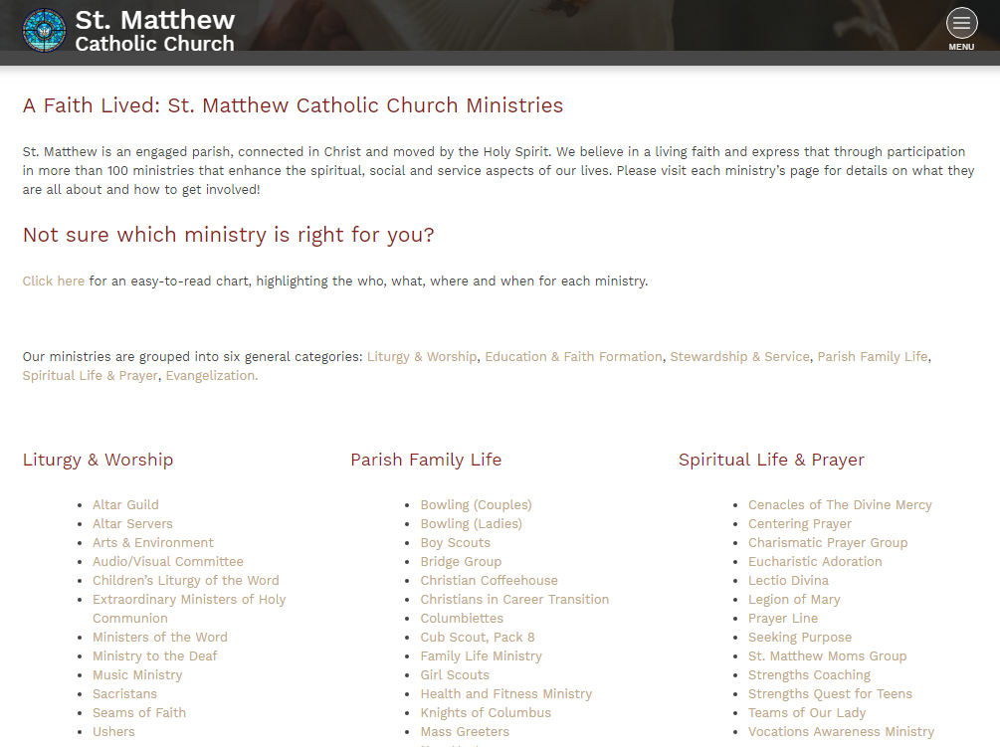 St. Matthew
Catholic Church
MENU
A Faith Lived: St. Matthew Catholic Church Ministries
St. Matthew is an engaged parish, connected in Christ and moved by the Holy Spirit. We believe in a living faith and express that through participation
in more than 100 ministries that enhance the spiritual, social and service aspects of our lives. Please visit each ministry's page for details on what they
are all about and how to get involved!
Not sure which ministry is right for you?
Click here for an easy-to-read chart, highlighting the who, what, where and when for each ministry.
Our ministries are grouped into six general categories: Liturgy & Worship, Education & Faith Formation, Stewardship & Service, Parish Family Life,
Spiritual Life & Prayer, Evangelization.
Liturgy & Worship
Altar Guild
Altar Servers
Arts & Environment
Audio/Visual Committee
Children's Liturgy of the Word
Extraordinary Ministers of Holy
Communion
Ministers of the Word
Ministry to the Deaf
Music Ministry
Sacristans
Seams of Faith
Ushers
Parish Family Life
Bowling (Couples)
Bowling (Ladies)
Boy Scouts
Bridge Group
Christian Coffeehouse
Christians in Career Transition
Columbiettes
Cub Scout, Pack 8
Family Life Ministry
Girl Scouts
Health and Fitness Ministry
Knights of Columbus
Mass Greeters
Spiritual Life & Prayer
Cenacles of The Divine Mercy
Centering Prayer
Charismatic Prayer Group
Eucharistic Adoration
Lectio Divina
Legion of Mary
Prayer Line
Seeking Purpose
St. Matthew Moms Group
Strengths Coaching
Strengths Quest for Teens
Teams of Our Lady
Vocations Awareness Ministry